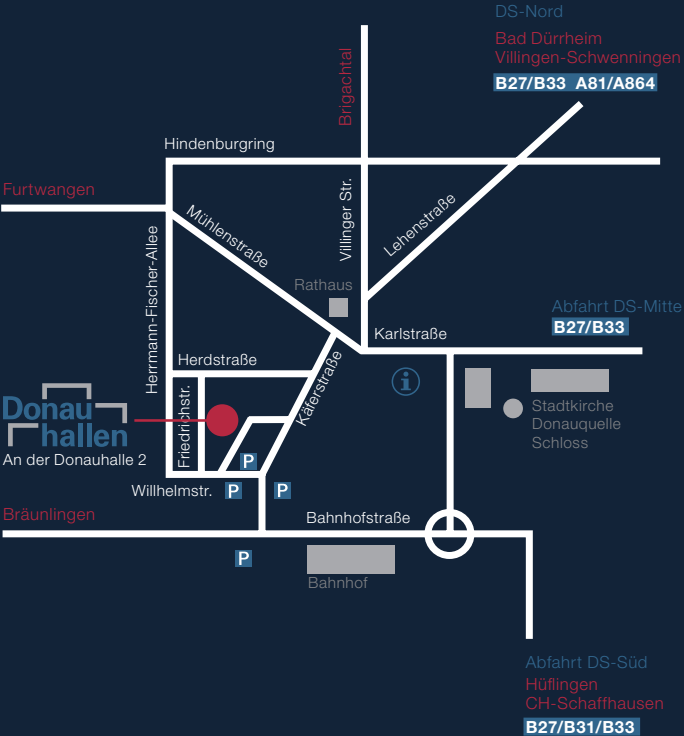 DS-Nord
Bad Dürrheim
Villingen-Schwenningen
B27/B33 A81/A864
Brigachtal
Hindenburgring
Furtwangen
Mühlenstraße
Villinger Str.
Lehenstraße
Herrmann-Fischer-Allee
Rathaus
Abfahrt DS-Mitte
B27/B33
Karlstraße
Herdstraße
Käferstraße
Friedrichstr.
i
Donau
hallen
An der Donauhalle 2
Stadtkirche
Donauquelle
Schloss
P
Willhelmstr.
P
P
Bräunlingen
Bahnhofstraße
P
Bahnhof
Abfahrt DS-Süd
Hüflingen
CH-Schaffhausen
B27/B31/B33